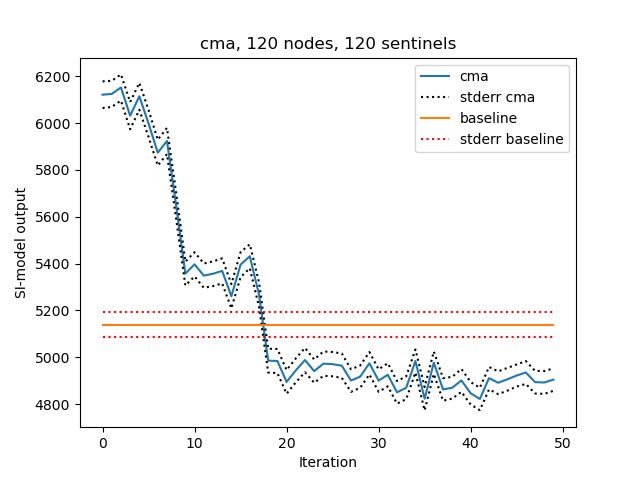 cma, 120 nodes, 120 sentinels
6200
6000
5800
5600
5400
5200
5000
4800
SI-model output
cma
stderr cma
baseline
stderr baseline
0
10
20
30
40
50
Iteration